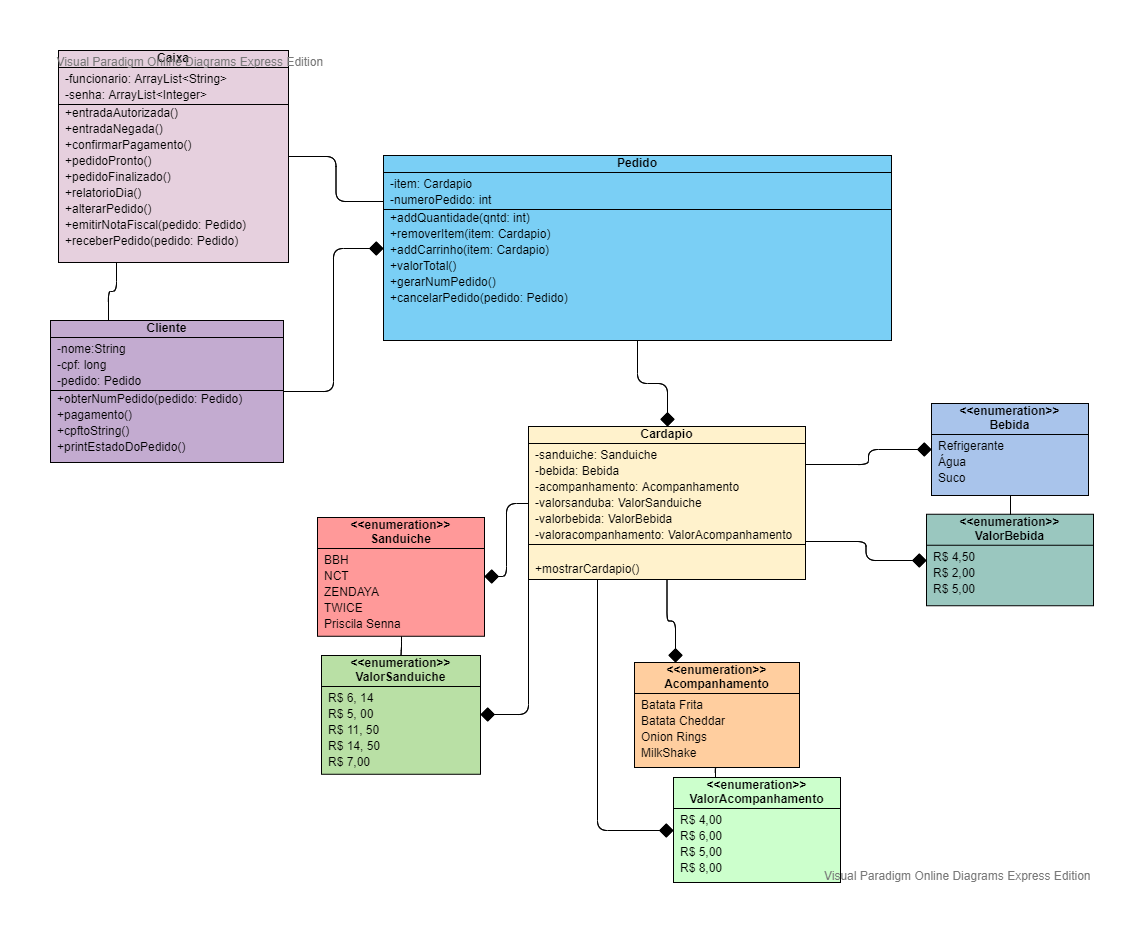 Caixa
Visual Paradigm Online Diagrams Express Edition
-funcionario: ArrayList<String>
-senha: ArrayList<Integer>
+entradaAutorizada()
+entradaNegada()
+confirmarPagamento()
+pedidoPronto()
+pedidoFinalizado()
+relatorioDia()
+alterarPedido()
+emitirNotaFiscal(pedido: Pedido)
+receberPedido(pedido: Pedido)
Pedido
-item: Cardapio
-numeroPedido: int
+addQuantidade(qntd: int)
+removerItem(item: Cardapio)
+addCarrinho(item: Cardapio)
+valorTotal()
+gerarNumPedido()
+cancelarPedido(pedido: Pedido)
Cliente
-nome:String
-cpf: long
-pedido: Pedido
+obterNumPedido(pedido: Pedido)
+pagamento()
+cpftoString()
+printEstadoDoPedido()
Cardapio
-sanduiche: Sanduiche
-bebida: Bebida
-acompanhamento: Acompanhamento
-valorsanduba: ValorSanduiche
-valorbebida: ValorBebida
-valoracompanhamento: ValorAcompanhamento
+mostrarCardapio()
<<enumeration>>
Bebida
Refrigerante
Água
Suco
<<enumeration>>
ValorBebida
R$ 4,50
R$ 2,00
R$ 5,00
<<enumeration>>
Sanduiche
BBH
NCT
ZENDAYA
TWICE
Priscila Senna
<<enumeration>>
ValorSanduiche
R$ 6, 14
R$ 5, 00
R$ 11, 50
R$ 14, 50
R$ 7,00
<<enumeration>>
Acompanhamento
Batata Frita
Batata Cheddar
Onion Rings
MilkShake
<<enumeration>>
ValorAcompanhamento
R$ 4,00
R$ 6,00
R$ 5,00
R$ 8,00
Visual Paradigm Online Diagrams Express Edition